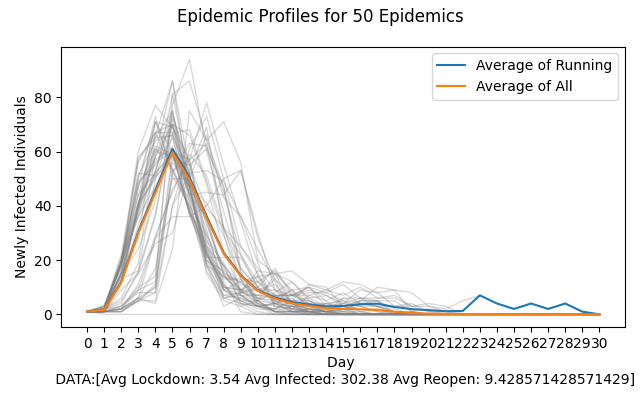 Epidemic Profiles for 50 Epidemics
Average of Running
Average of All
Newly Infected Individuals
80
60
40
20
0
0 1 2 3 4 5 6 7 8 9 10 11 12 13 14 15 16 17 18 19 20 21 22 23 24 25 26 27 28 29 30
Day
DATA:[Avg Lockdown: 3.54 Avg Infected: 302.38 Avg Reopen: 9.428571428571429]